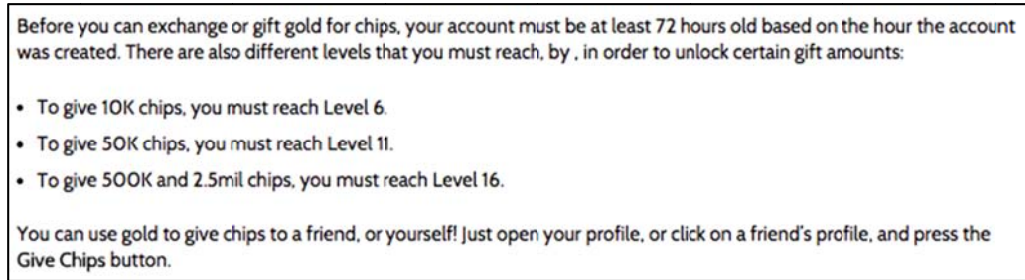 Before you can exchange or gift gold for chips, your account must be at least 72 hours old based on the hour the account
was created. There are also different levels that you must reach, by , in order to unlock certain gift amounts:
• To give 10K chips, you must reach Level 6.
• To give 50K chips, you must reach Level 11.
• To give 500K and 2.5mil chips, you must reach Level 16.
You can use gold to give chips to a friend, or yourself! Just open your profile, or click on a friend's profile, and press the
Give Chips button.